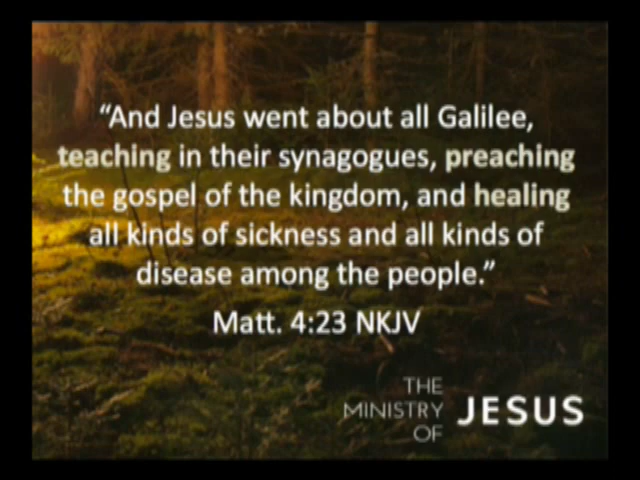 “And Jesus went about all Galilee,
teaching in their synagogues, preaching
the gospel of the kingdom, and healing
all kinds of sickness and all kinds of
disease among the people.”
Matt. 4:23 NKJV
THE
MINISTRY
OF
JESUS